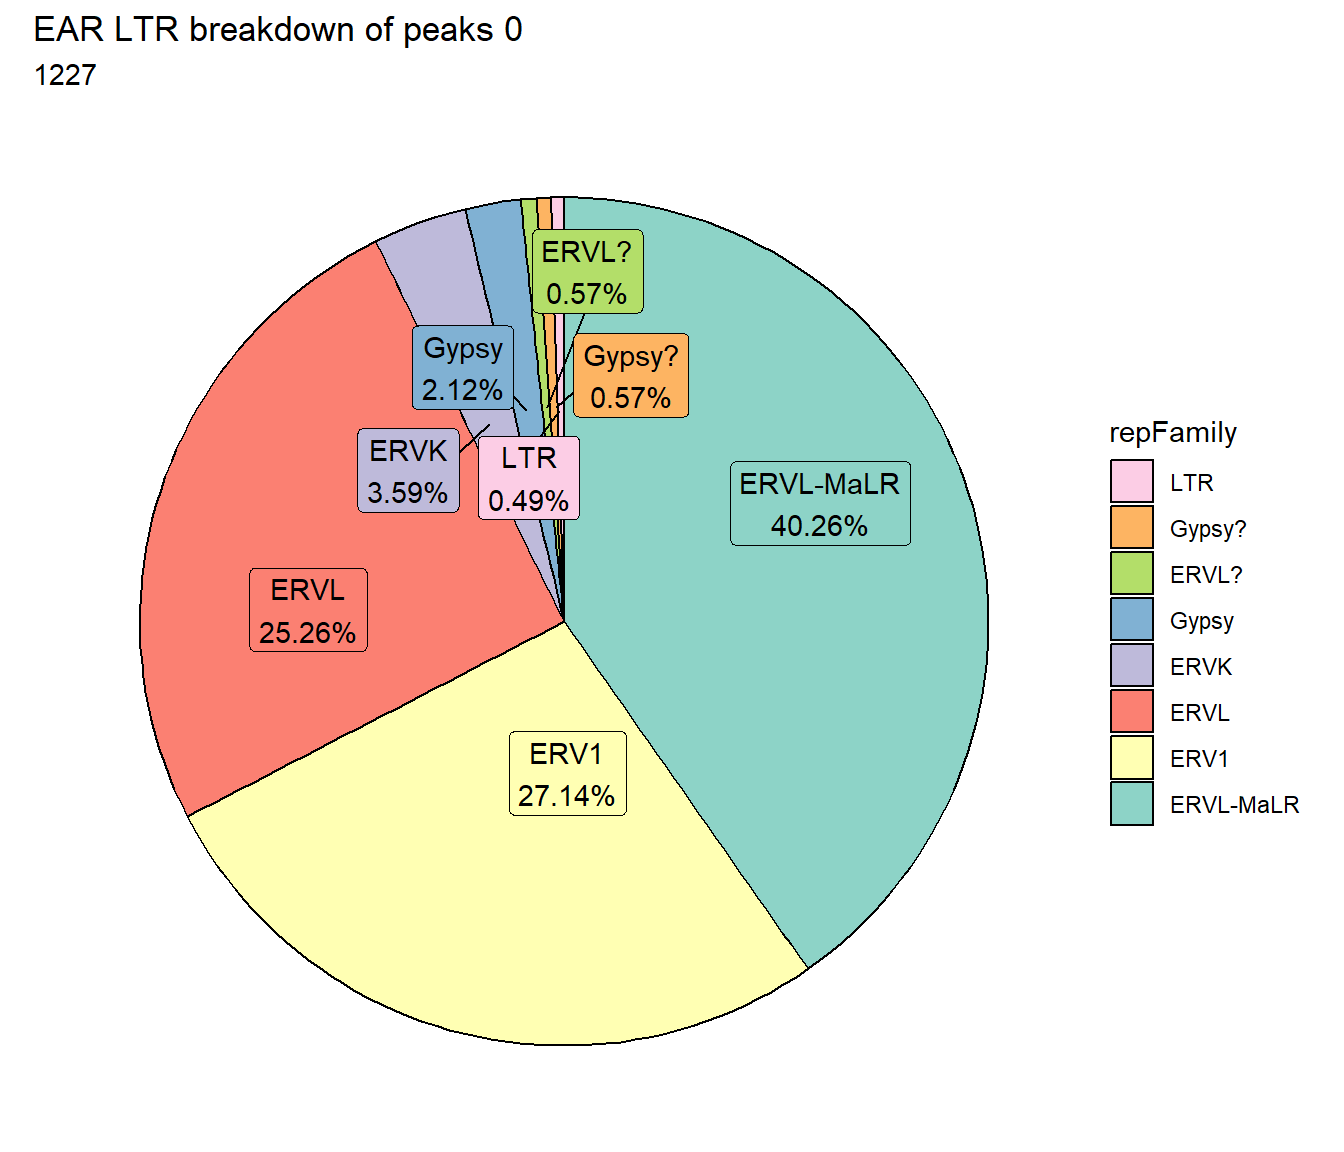 EAR LTR breakdown of peaks 0
1227
ERVL?
0.57%
Gypsy
2.12%
Gypsy?
0.57%
ERVK
3.59%
LTR
0.49%
ERVL-MaLR
40.26%
ERVL
25.26%
ERV1
27.14%
repFamily
LTR
Gypsy?
ERVL?
Gypsy
ERVK
ERVL
ERV1
ERVL-MaLR